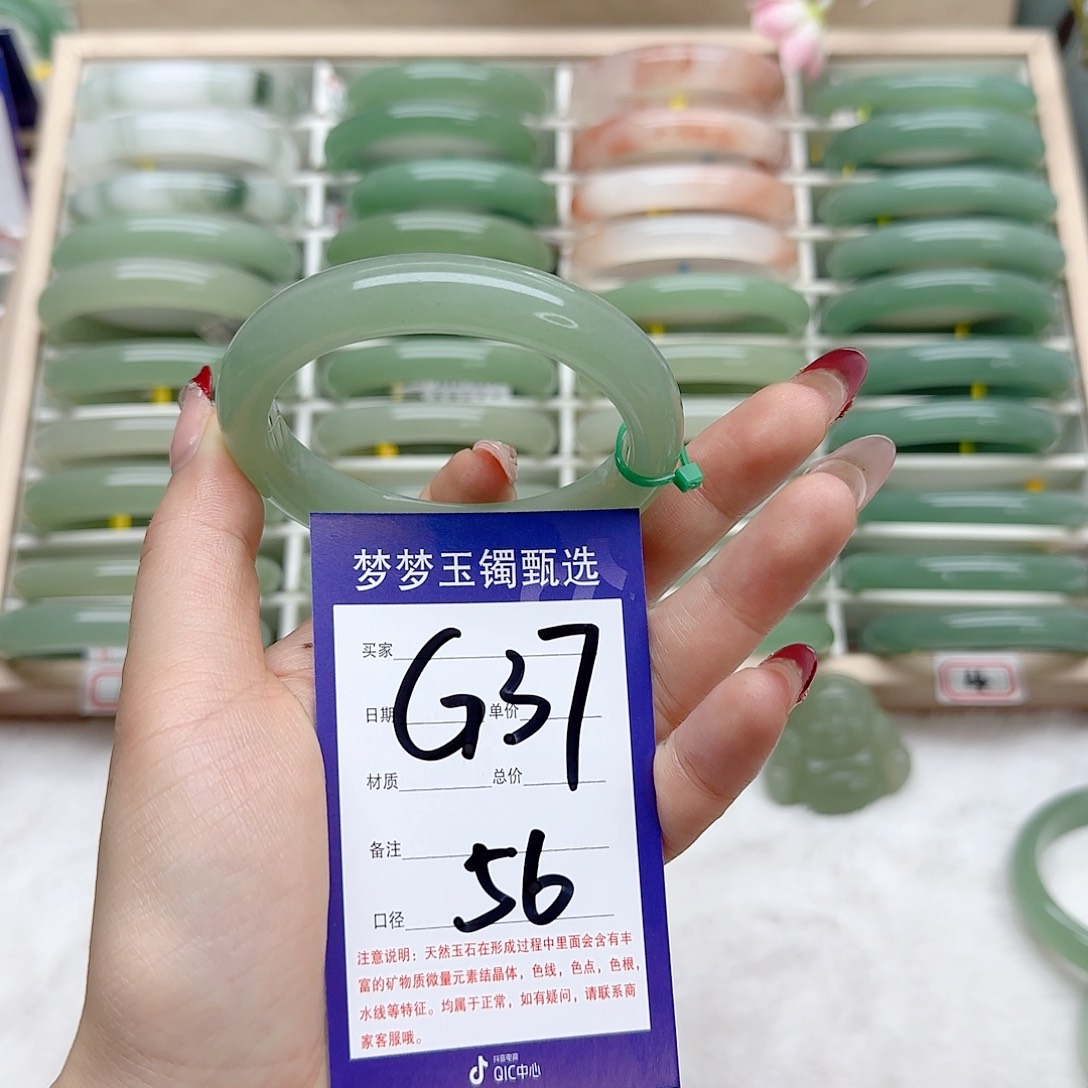 梦梦玉镯甄选
买家
G37
日期 单价
材质 总价
备注
口径 56
注意说明：天然玉石在形成过程中里面会含有丰
富的矿物质微量元素结晶体，色线，色点，色根，
水线等特征。均属于正常，如有疑问，请联系商
家客服哦。
抖音电商
QIC中心